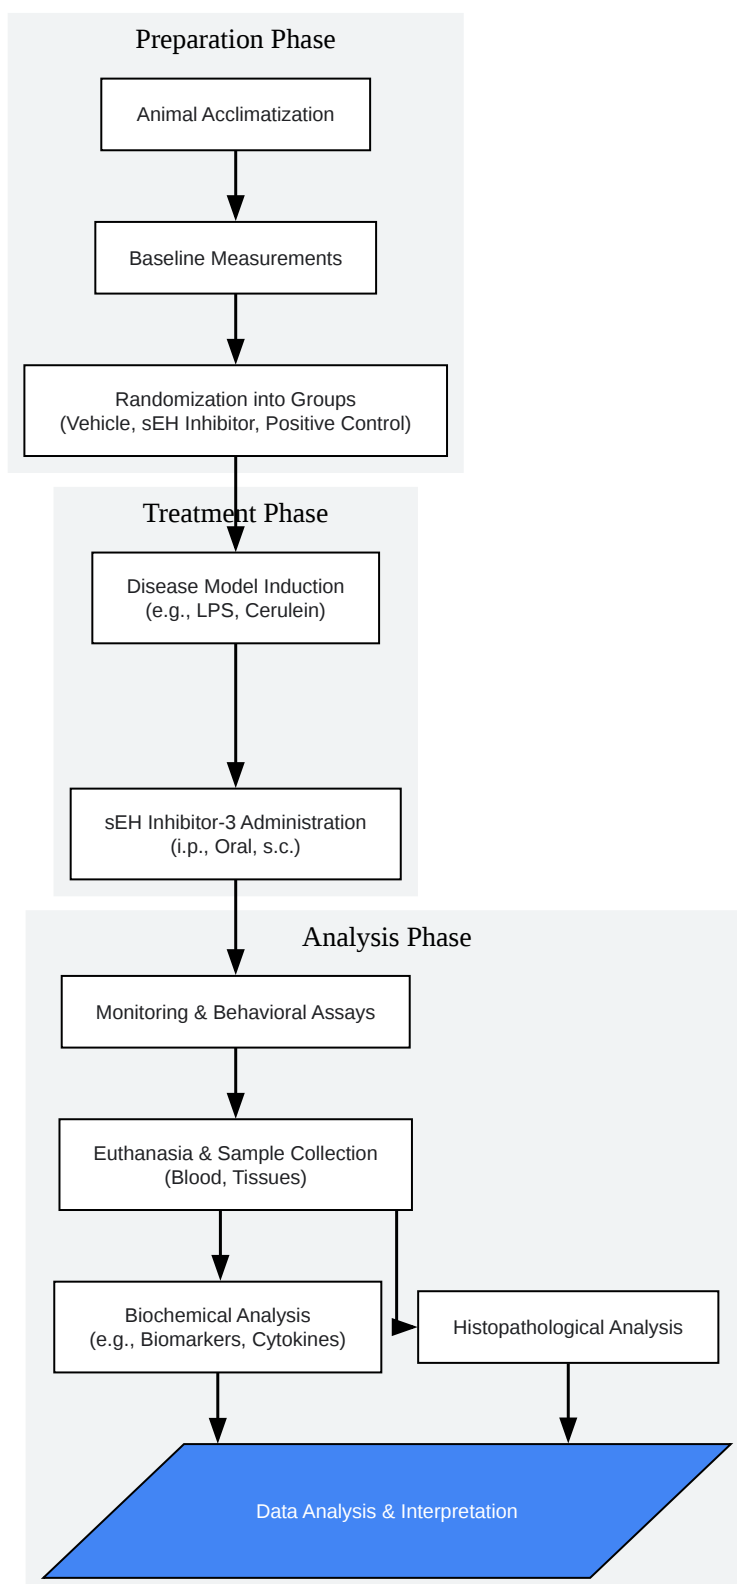 Preparation Phase
Animal Acclimatization
Baseline Measurements
Randomization into Groups
(Vehicle, sEH Inhibitor, Positive Control)
Treatment Phase
Disease Model Induction
(e.g., LPS, Cerulein)
sEH Inhibitor-3 Administration
(i.p., Oral, s.c.)
Analysis Phase
Monitoring & Behavioral Assays
Euthanasia & Sample Collection
(Blood, Tissues)
Biochemical Analysis
(e.g., Biomarkers, Cytokines)
Histopathological Analysis
Data Analysis & Interpretation